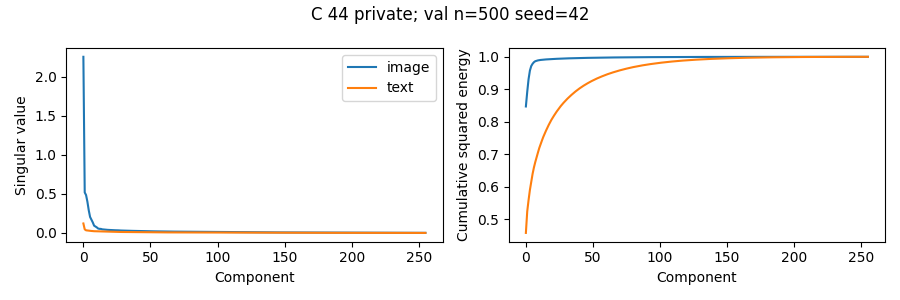 C 44 private; val n=500 seed=42
Singular value
2.0
1.5
1.0
0.5
0.0
0 50 100 150 200 250
Component
image
text
Cumulative squared energy
1.0
0.9
0.8
0.7
0.6
0.5
0 50 100 150 200 250
Component